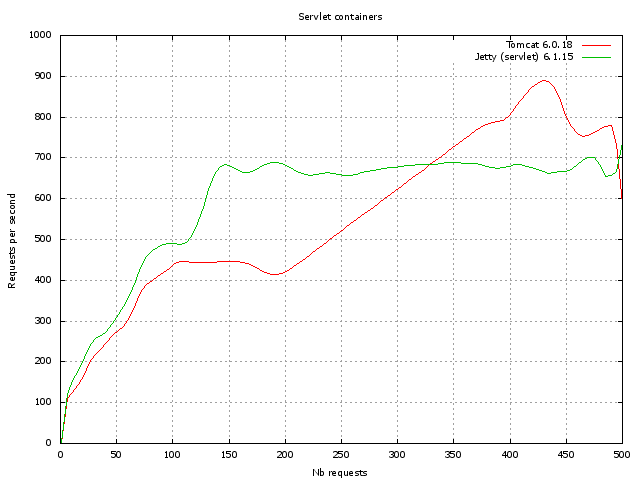 Servlet containers
Tomcat 6.0.18
Jetty (servlet) 6.1.15
1000
900
800
700
600
500
400
300
200
100
0
Requests per second
0 50 100 150 200 250 300 350 400 450 500
Nb requests